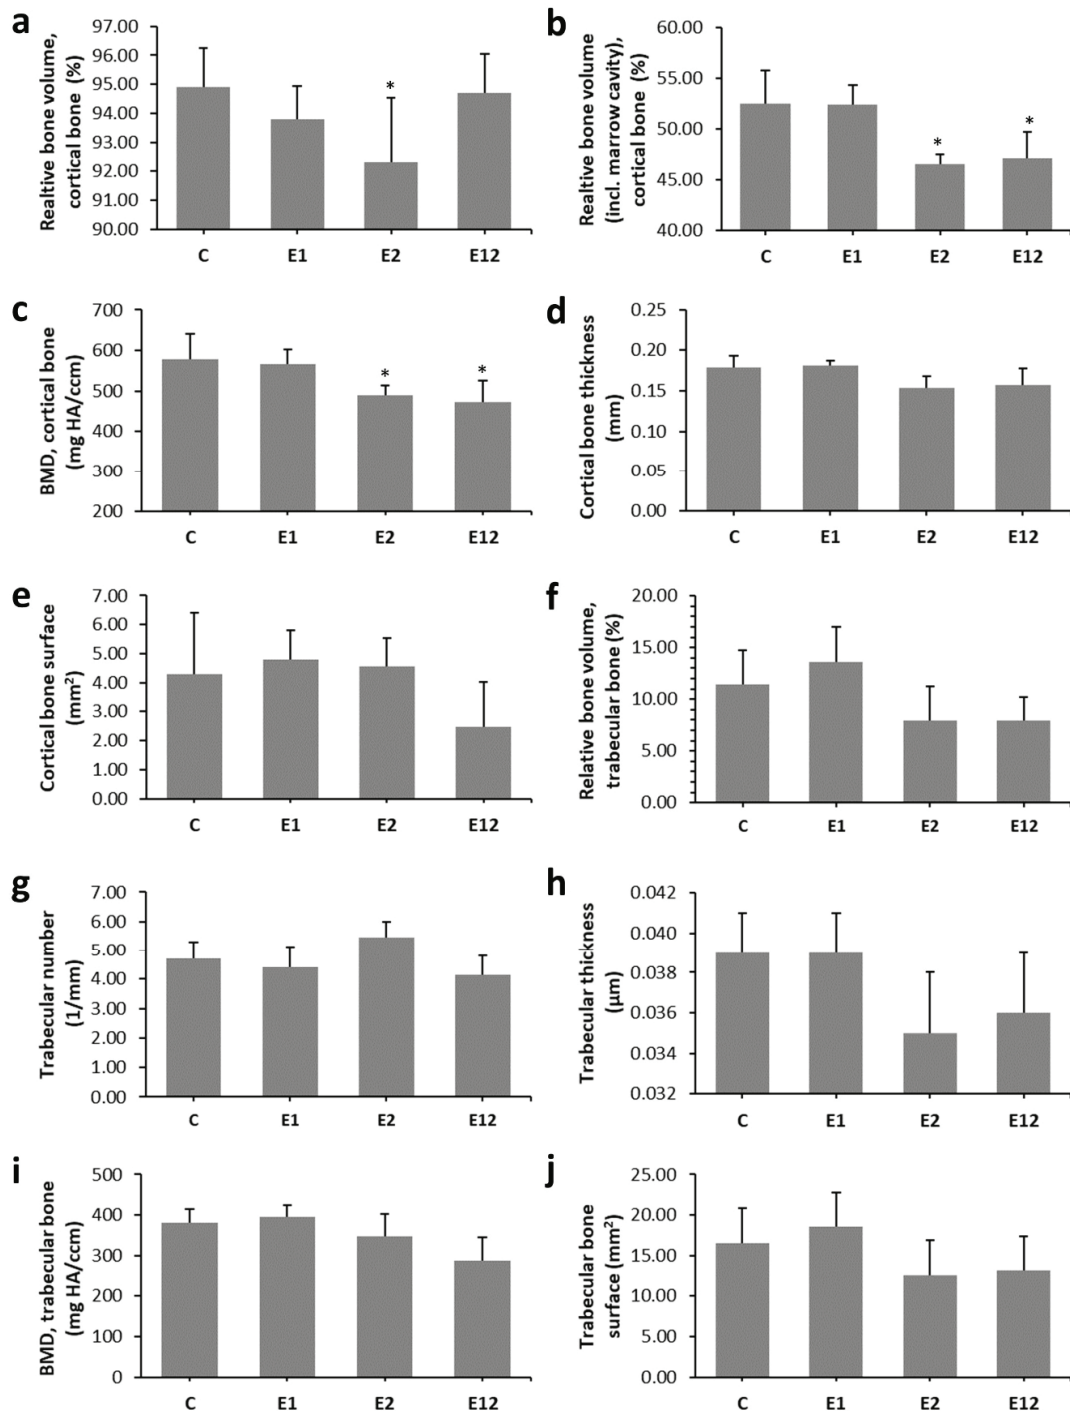 a
Realtive bone volume,
cortical bone (%)
97.00
96.00
95.00
94.00
93.00
92.00
91.00
90.00
*
C E1 E2 E12
b
Realtive bone volume
(incl. marrow cavity),
cortical bone (%)
60.00
55.00
50.00
45.00
40.00
* *
C E1 E2 E12
c
BMD, cortical bone
(mg HA/ccm)
700
600
500
400
300
200
* *
C E1 E2 E12
d
Cortical bone thickness
(mm)
0.25
0.20
0.15
0.10
0.05
0.00
C E1 E2 E12
e
Cortical bone surface
(mm²)
7.00
6.00
5.00
4.00
3.00
2.00
1.00
0.00
C E1 E2 E12
f
Relative bone volume,
trabecular bone (%)
20.00
15.00
10.00
5.00
0.00
C E1 E2 E12
g
Trabecular number
(1/mm)
7.00
6.00
5.00
4.00
3.00
2.00
1.00
0.00
C E1 E2 E12
h
Trabecular thickness
(µm)
0.042
0.040
0.038
0.036
0.034
0.032
C E1 E2 E12
i
BMD, trabecular bone
(mg HA/ccm)
500
400
300
200
100
0
C E1 E2 E12
j
Trabecular bone
surface (mm²)
25.00
20.00
15.00
10.00
5.00
0.00
C E1 E2 E12